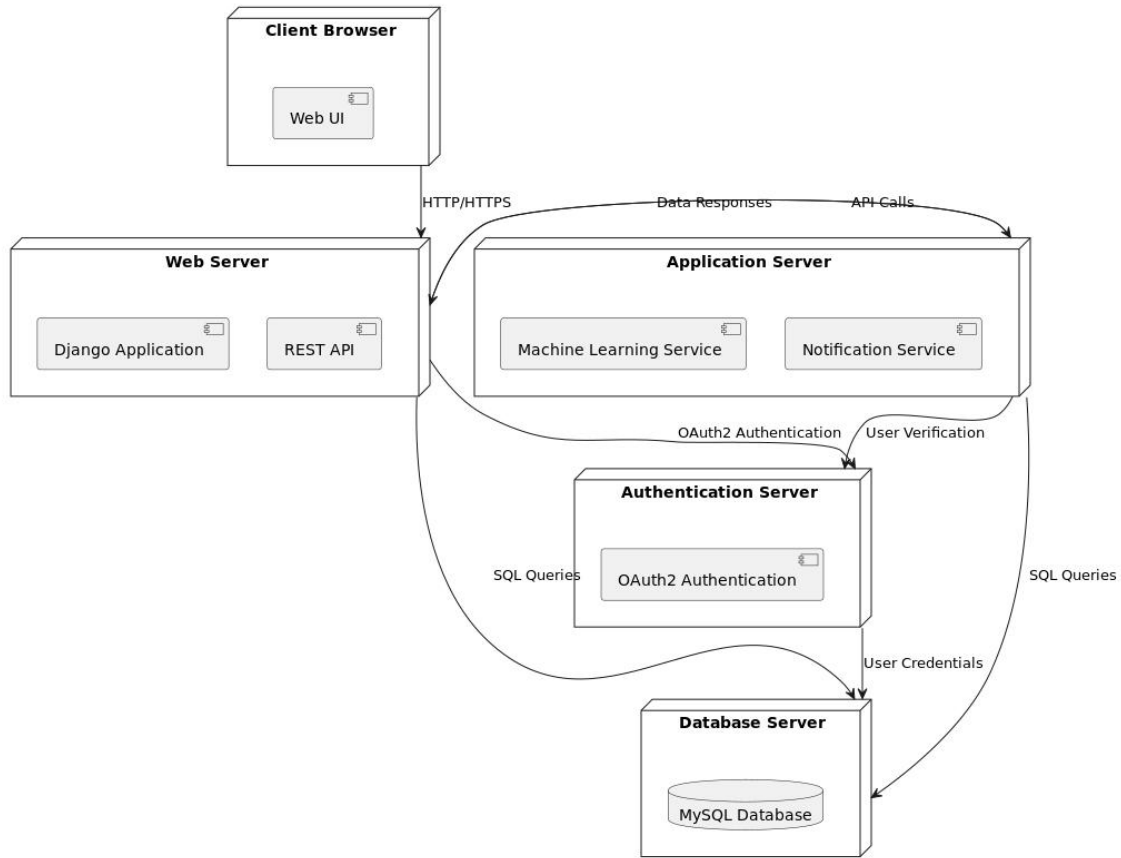 Client Browser
Web UI
HTTP/HTTPS
Data Responses
API Calls
Web Server
Django Application
REST API
Application Server
Machine Learning Service
Notification Service
OAuth2 Authentication
User Verification
Authentication Server
OAuth2 Authentication
SQL Queries
SQL Queries
User Credentials
Database Server
MySQL Database